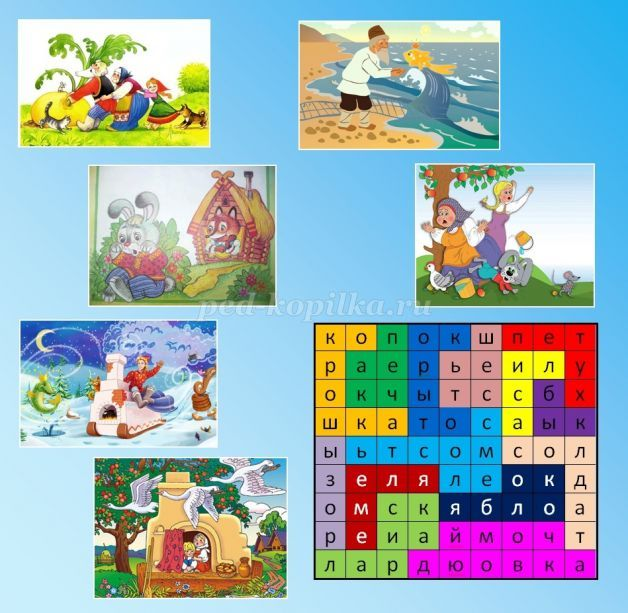 ped-kopilka.ru
к о п о к ш п е т
р а е р ь е и л у
о к ч ы т с с б х
ш к а т о с а ы к
ы ь т с о м с о л
з е л я л е о к д
о м с к я б л о а
р е и а й м о ч т
л а р д ю о в к а